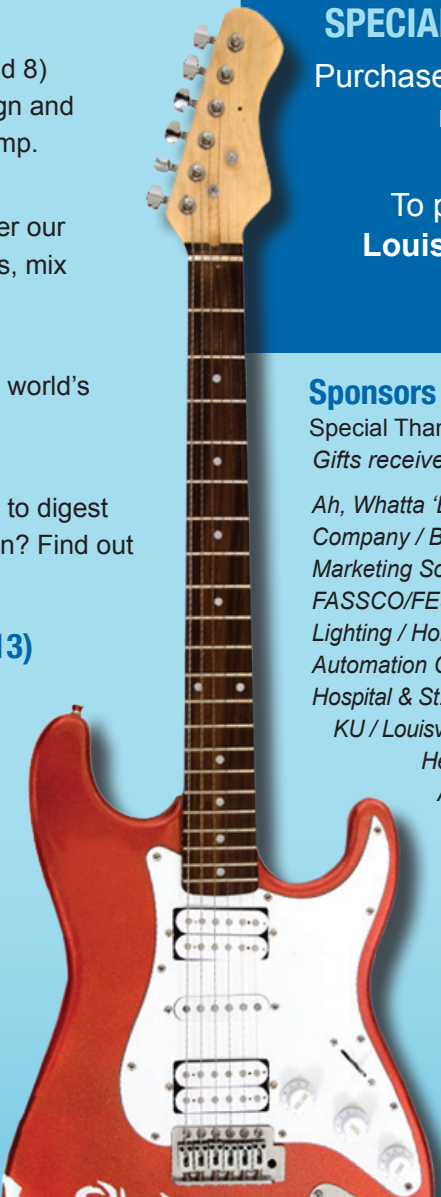 d 8)
gn and
mp.
er our
s, mix
world's
to digest
n? Find out
13)
SPECIAL
Purchase
To p
Louis
Sponsors
Special Than
Gifts receive
Ah, Whatta
Company / B
Marketing So
FASSCO/FE
Lighting / Ho
Automation
Hospital & St.
KU / Louisv
He